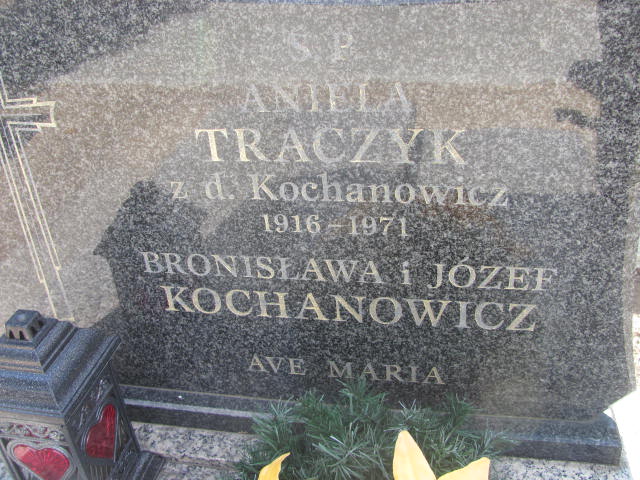 Ś.P.
ANIELA
TRACZYK
z d. Kochanowicz
1916-1971
BRONISŁAWA i JÓZEF
KOCHANOWICZ
AVE MARIA